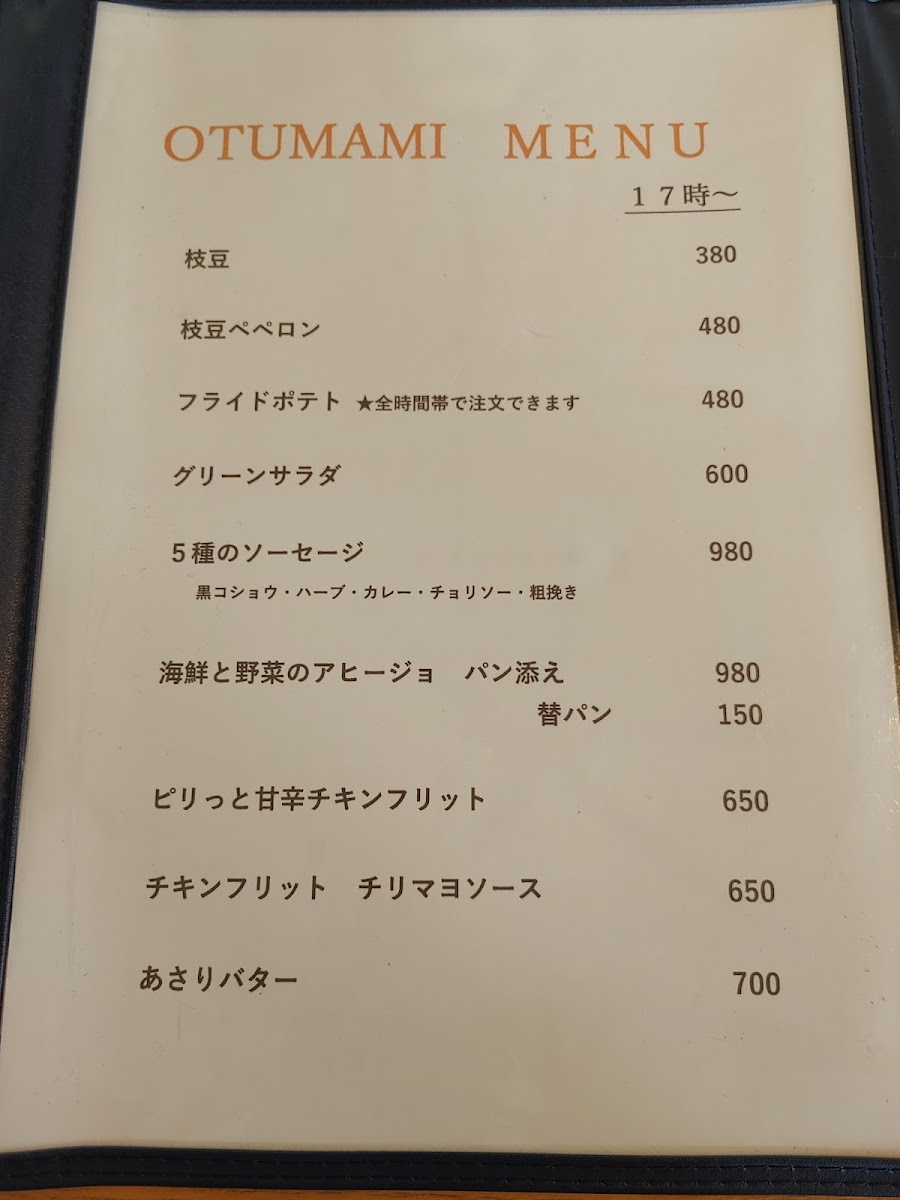 OTUMAMI MENU
１７時～
枝豆 380
枝豆ペペロン 480
フライドポテト ★全時間帯で注文できます 480
グリーンサラダ 600
５種のソーセージ 980
黒コショウ・ハーブ・カレー・チョリソー・粗挽き
海鮮と野菜のアヒージョ　パン添え 980
替パン 150
ピリっと甘辛チキンフリット 650
チキンフリット　チリマヨソース 650
あさりバター 700